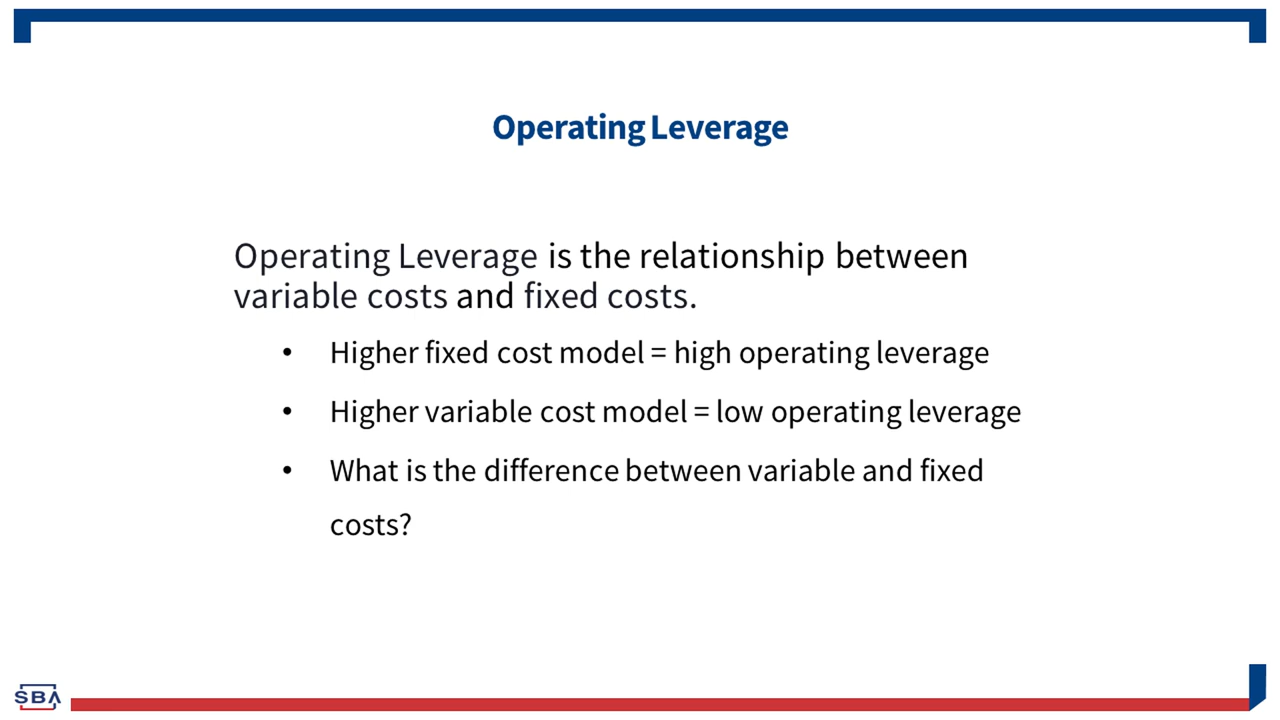 Operating Leverage
Operating Leverage is the relationship between
variable costs and fixed costs.
• Higher fixed cost model = high operating leverage
• Higher variable cost model = low operating leverage
• What is the difference between variable and fixed
costs?
SBA